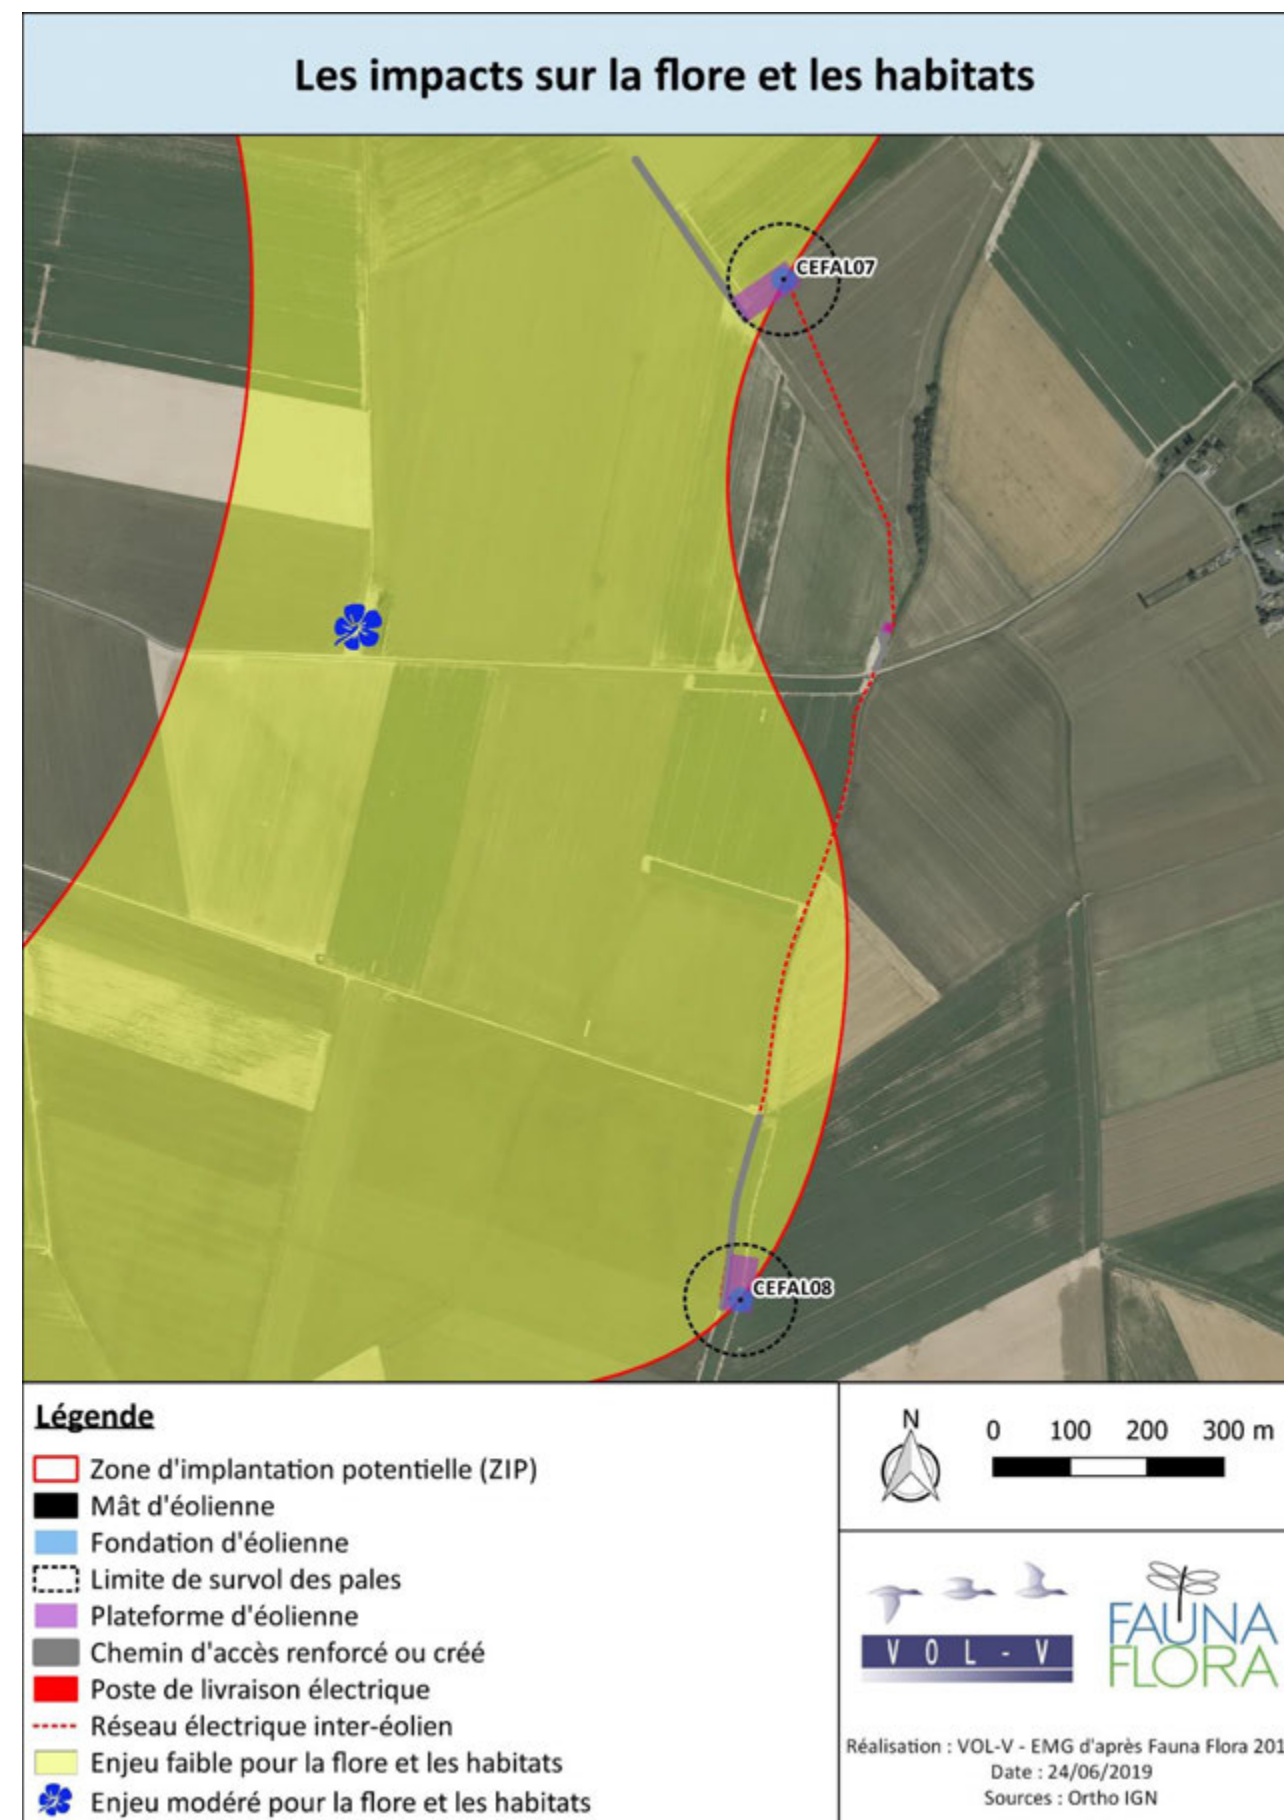 Les impacts sur la flore et les habitats
CEFAL07
CEFAL08
Légende
Zone d'implantation potentielle (ZIP)
Mât d'éolienne
Fondation d'éolienne
Limite de survol des pales
Plateforme d'éolienne
Chemin d'accès renforcé ou créé
Poste de livraison électrique
Réseau électrique inter-éolien
Enjeu faible pour la flore et les habitats
Enjeu modéré pour la flore et les habitats
N
0 100 200 300 m
VOL-V
FAUNA
FLORA
Réalisation : VOL-V - EMG d'après Fauna Flora 201
Date : 24/06/2019
Sources : Ortho IGN